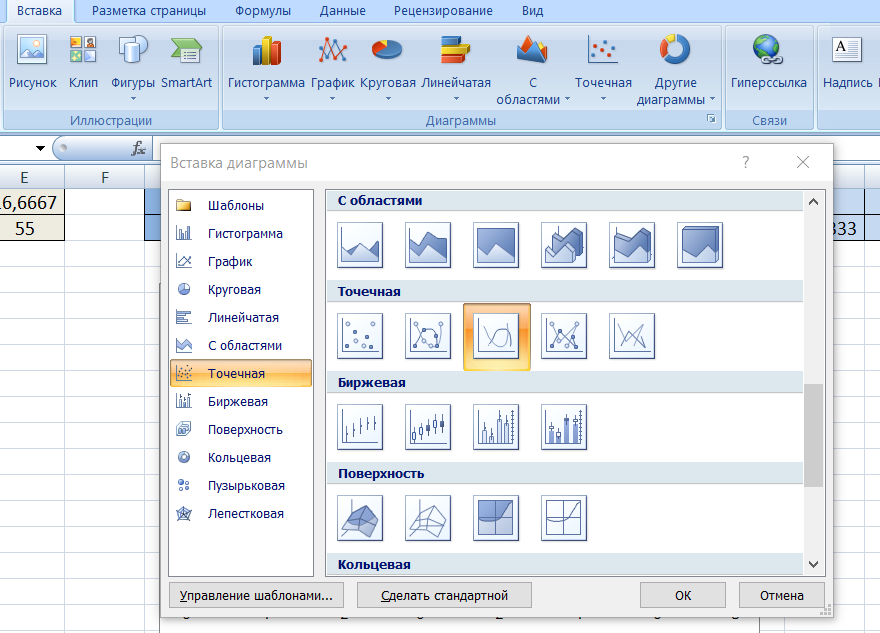 Вставка Разметка страницы Формулы Данные Рецензирование Вид
Рисунок Клип Фигуры SmartArt Гистограмма График Круговая Линейчатая С областями Точечная Другие диаграммы Гиперссылка Надпись
Иллюстрации Диаграммы Связи
fx
Вставка диаграммы ?
E F
16,6667
55
333
Шаблоны
Гистограмма
График
Круговая
Линейчатая
С областями
Точечная
Биржевая
Поверхность
Кольцевая
Пузырьковая
Лепестковая
С областями
Точечная
Биржевая
Поверхность
Кольцевая
Управление шаблонами... Сделать стандартной ОК Отмена